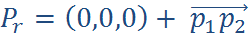 $P_r = (0,0,0) + \overrightarrow{p_1 p_2}$